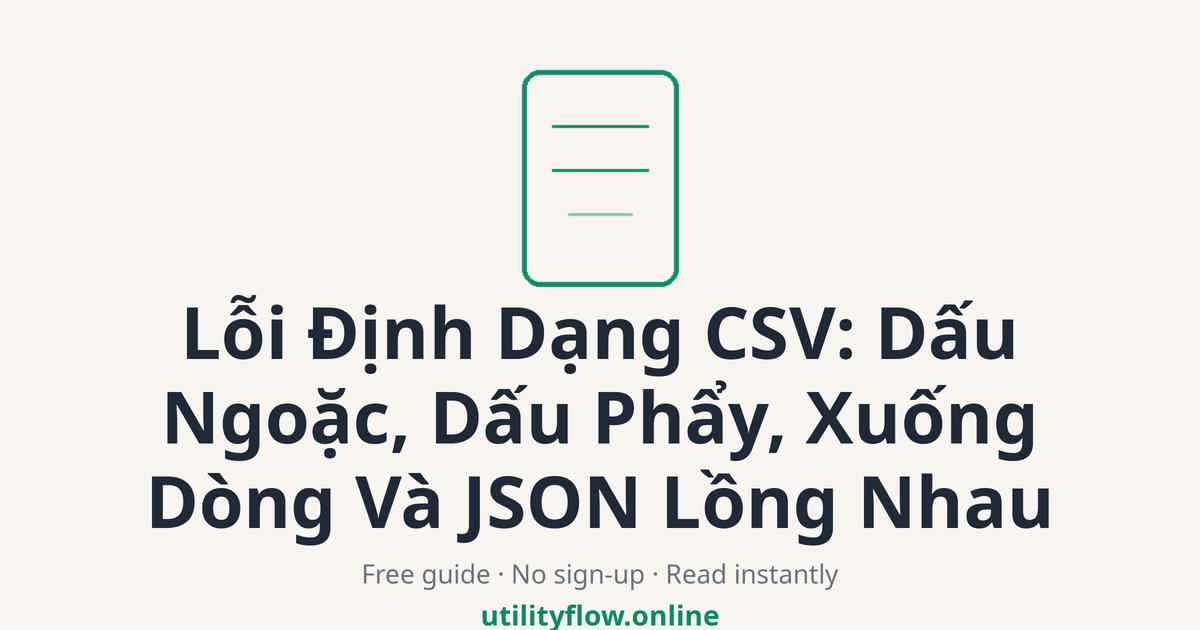 Lỗi Định Dạng CSV: Dấu
Ngoặc, Dấu Phẩy, Xuống
Dòng Và JSON Lồng Nhau
Free guide · No sign-up · Read instantly
utilityflow.online